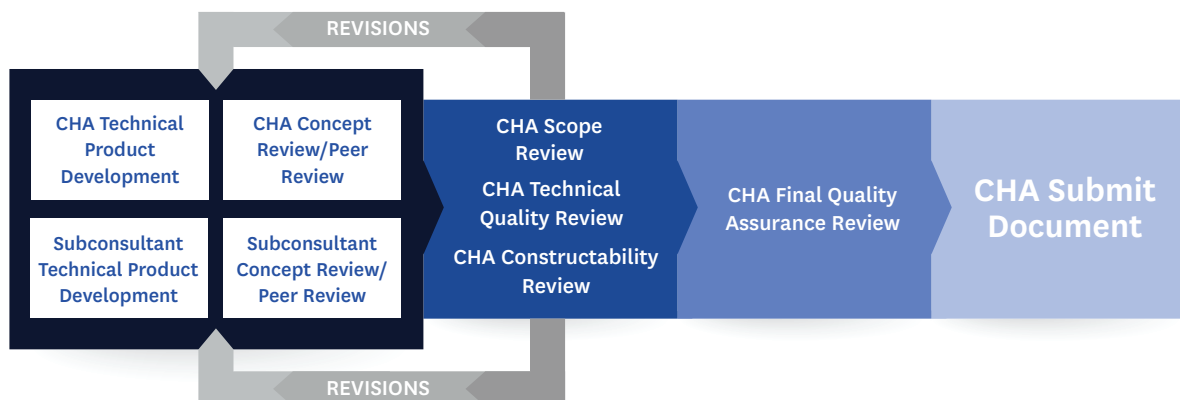 REVISIONS
CHA Technical
Product
Development
CHA Concept
Review/Peer
Review
Subconsultant
Technical Product
Development
Subconsultant
Concept Review/
Peer Review
CHA Scope
Review
CHA Technical
Quality Review
CHA Constructability
Review
CHA Final Quality
Assurance Review
CHA Submit
Document
REVISIONS